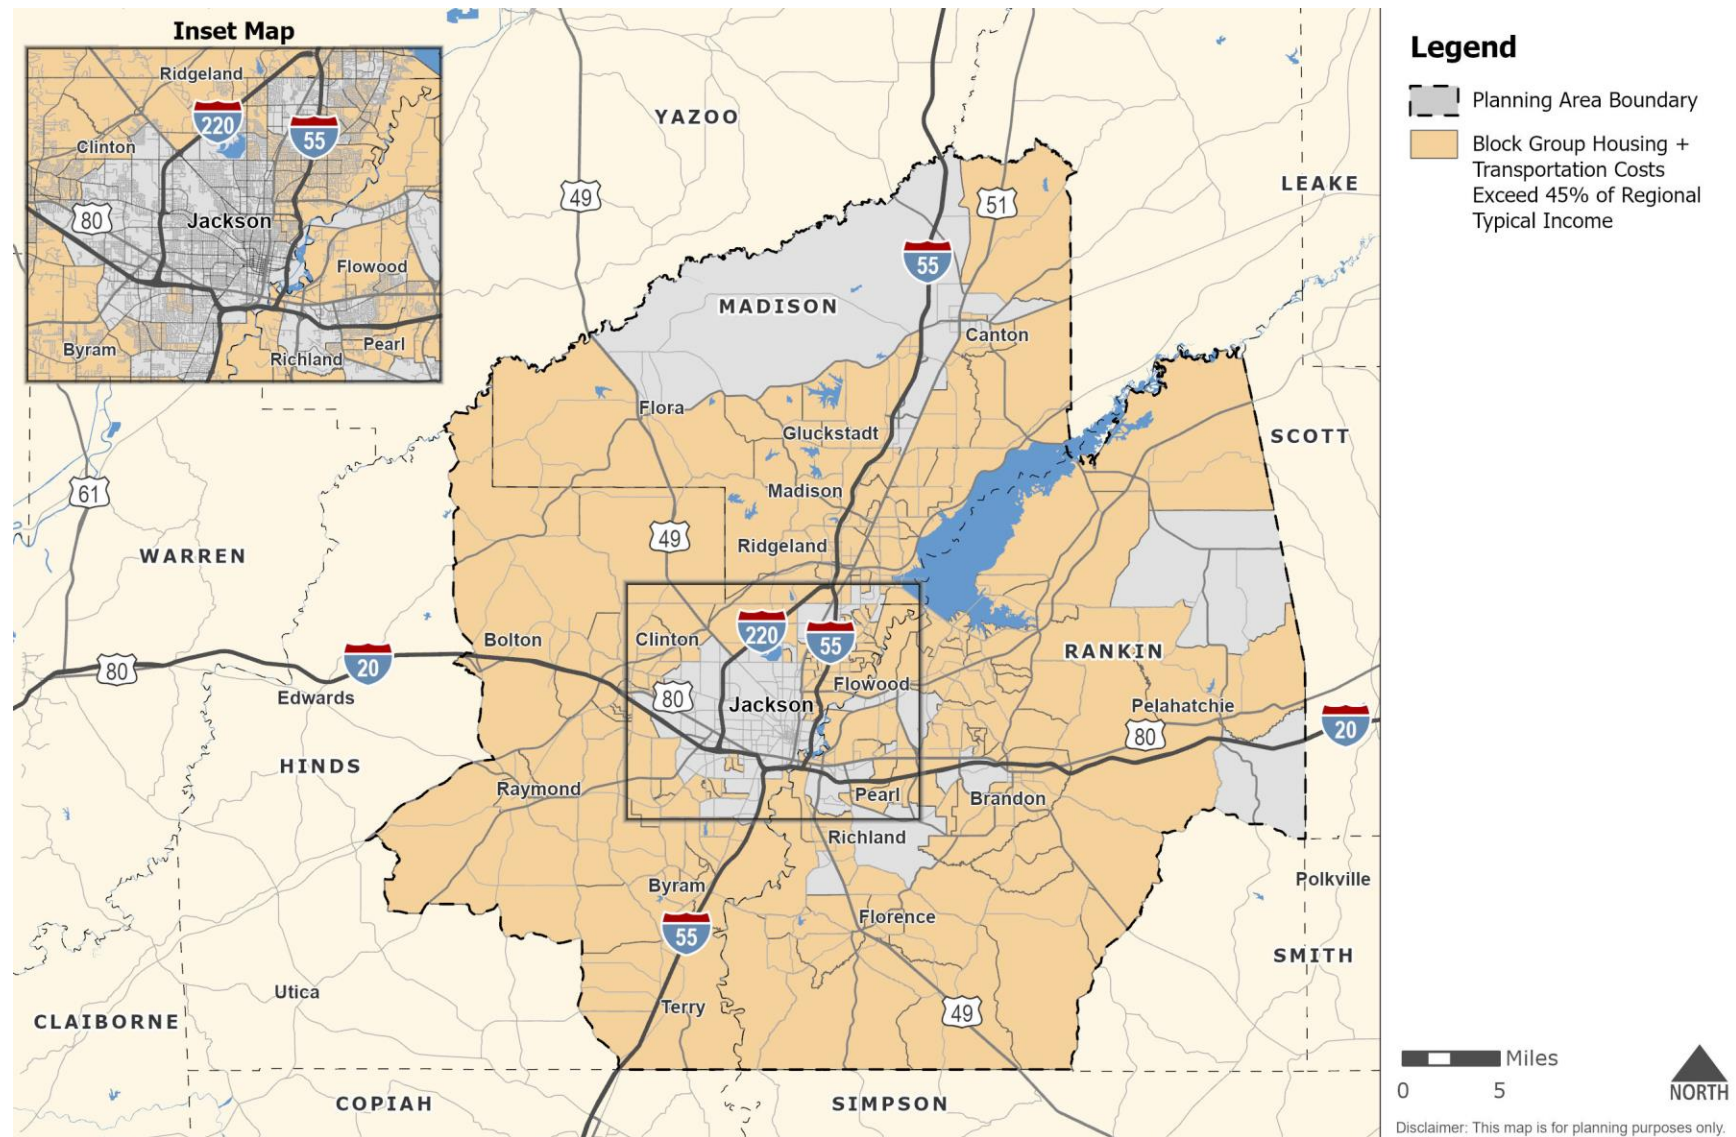 Inset Map
Ridgeland
220
55
Clinton
80
Jackson
Flowood
Byram
Richland
Pearl
YAZOO
49
51
LEAKE
55
MADISON
Canton
Flora
Gluckstadt
SCOTT
61
Madison
49
Ridgeland
WARREN
Bolton
Clinton
220
55
RANKIN
80
20
Edwards
80
Flowood
Jackson
Pelahatchie
80
20
HINDS
Raymond
Pearl
Brandon
Richland
Byram
Polkville
Florence
55
SMITH
Utica
Terry
49
CLAIBORNE
COPIAH
SIMPSON
Legend
Planning Area Boundary
Block Group Housing +
Transportation Costs
Exceed 45% of Regional
Typical Income
Miles
0 5
NORTH
Disclaimer: This map is for planning purposes only.